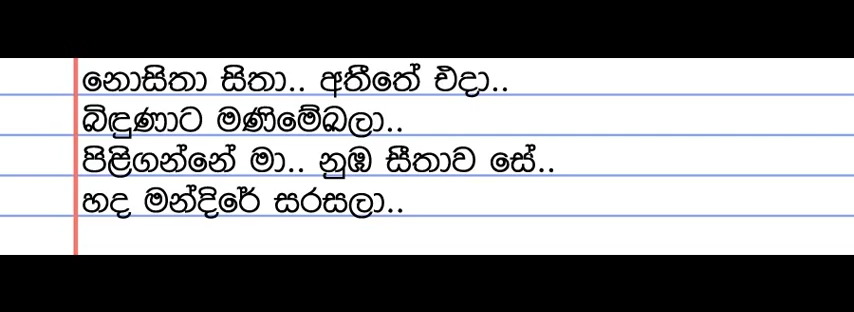 නොසිතා සිතා.. අතීතේ එදා..
බිඳුණාට මණිමේඛලා..
පිළිගන්නේ මා.. නුඹ සීතාව සේ..
හද මන්දිරේ සරසලා..